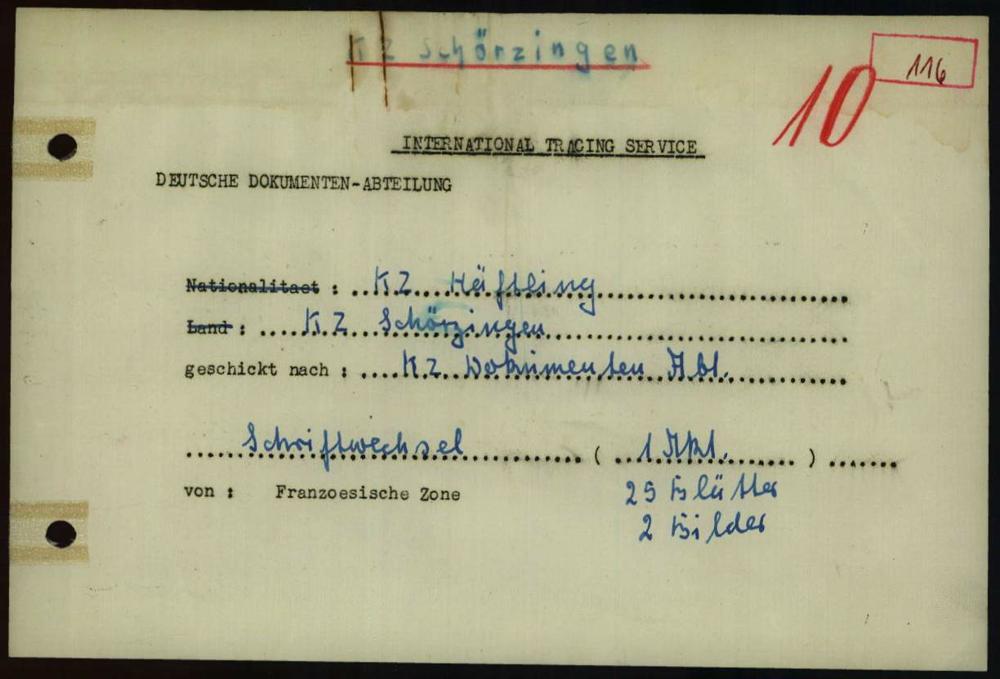 KZ Schörzingen
10
116
INTERNATIONAL TRACING SERVICE
DEUTSCHE DOKUMENTEN-ABTEILUNG
Nationalitaet : ..KZ...Häftling..............................
Land : ....KZ...Schörzingen..............................
geschickt nach : ....KZ..Dokumenten Abt...............
.....Schriftwechsel............ ( ...1 Akt........ ) .......
von : Franzoesische Zone
25 Blätter
2 Bilder